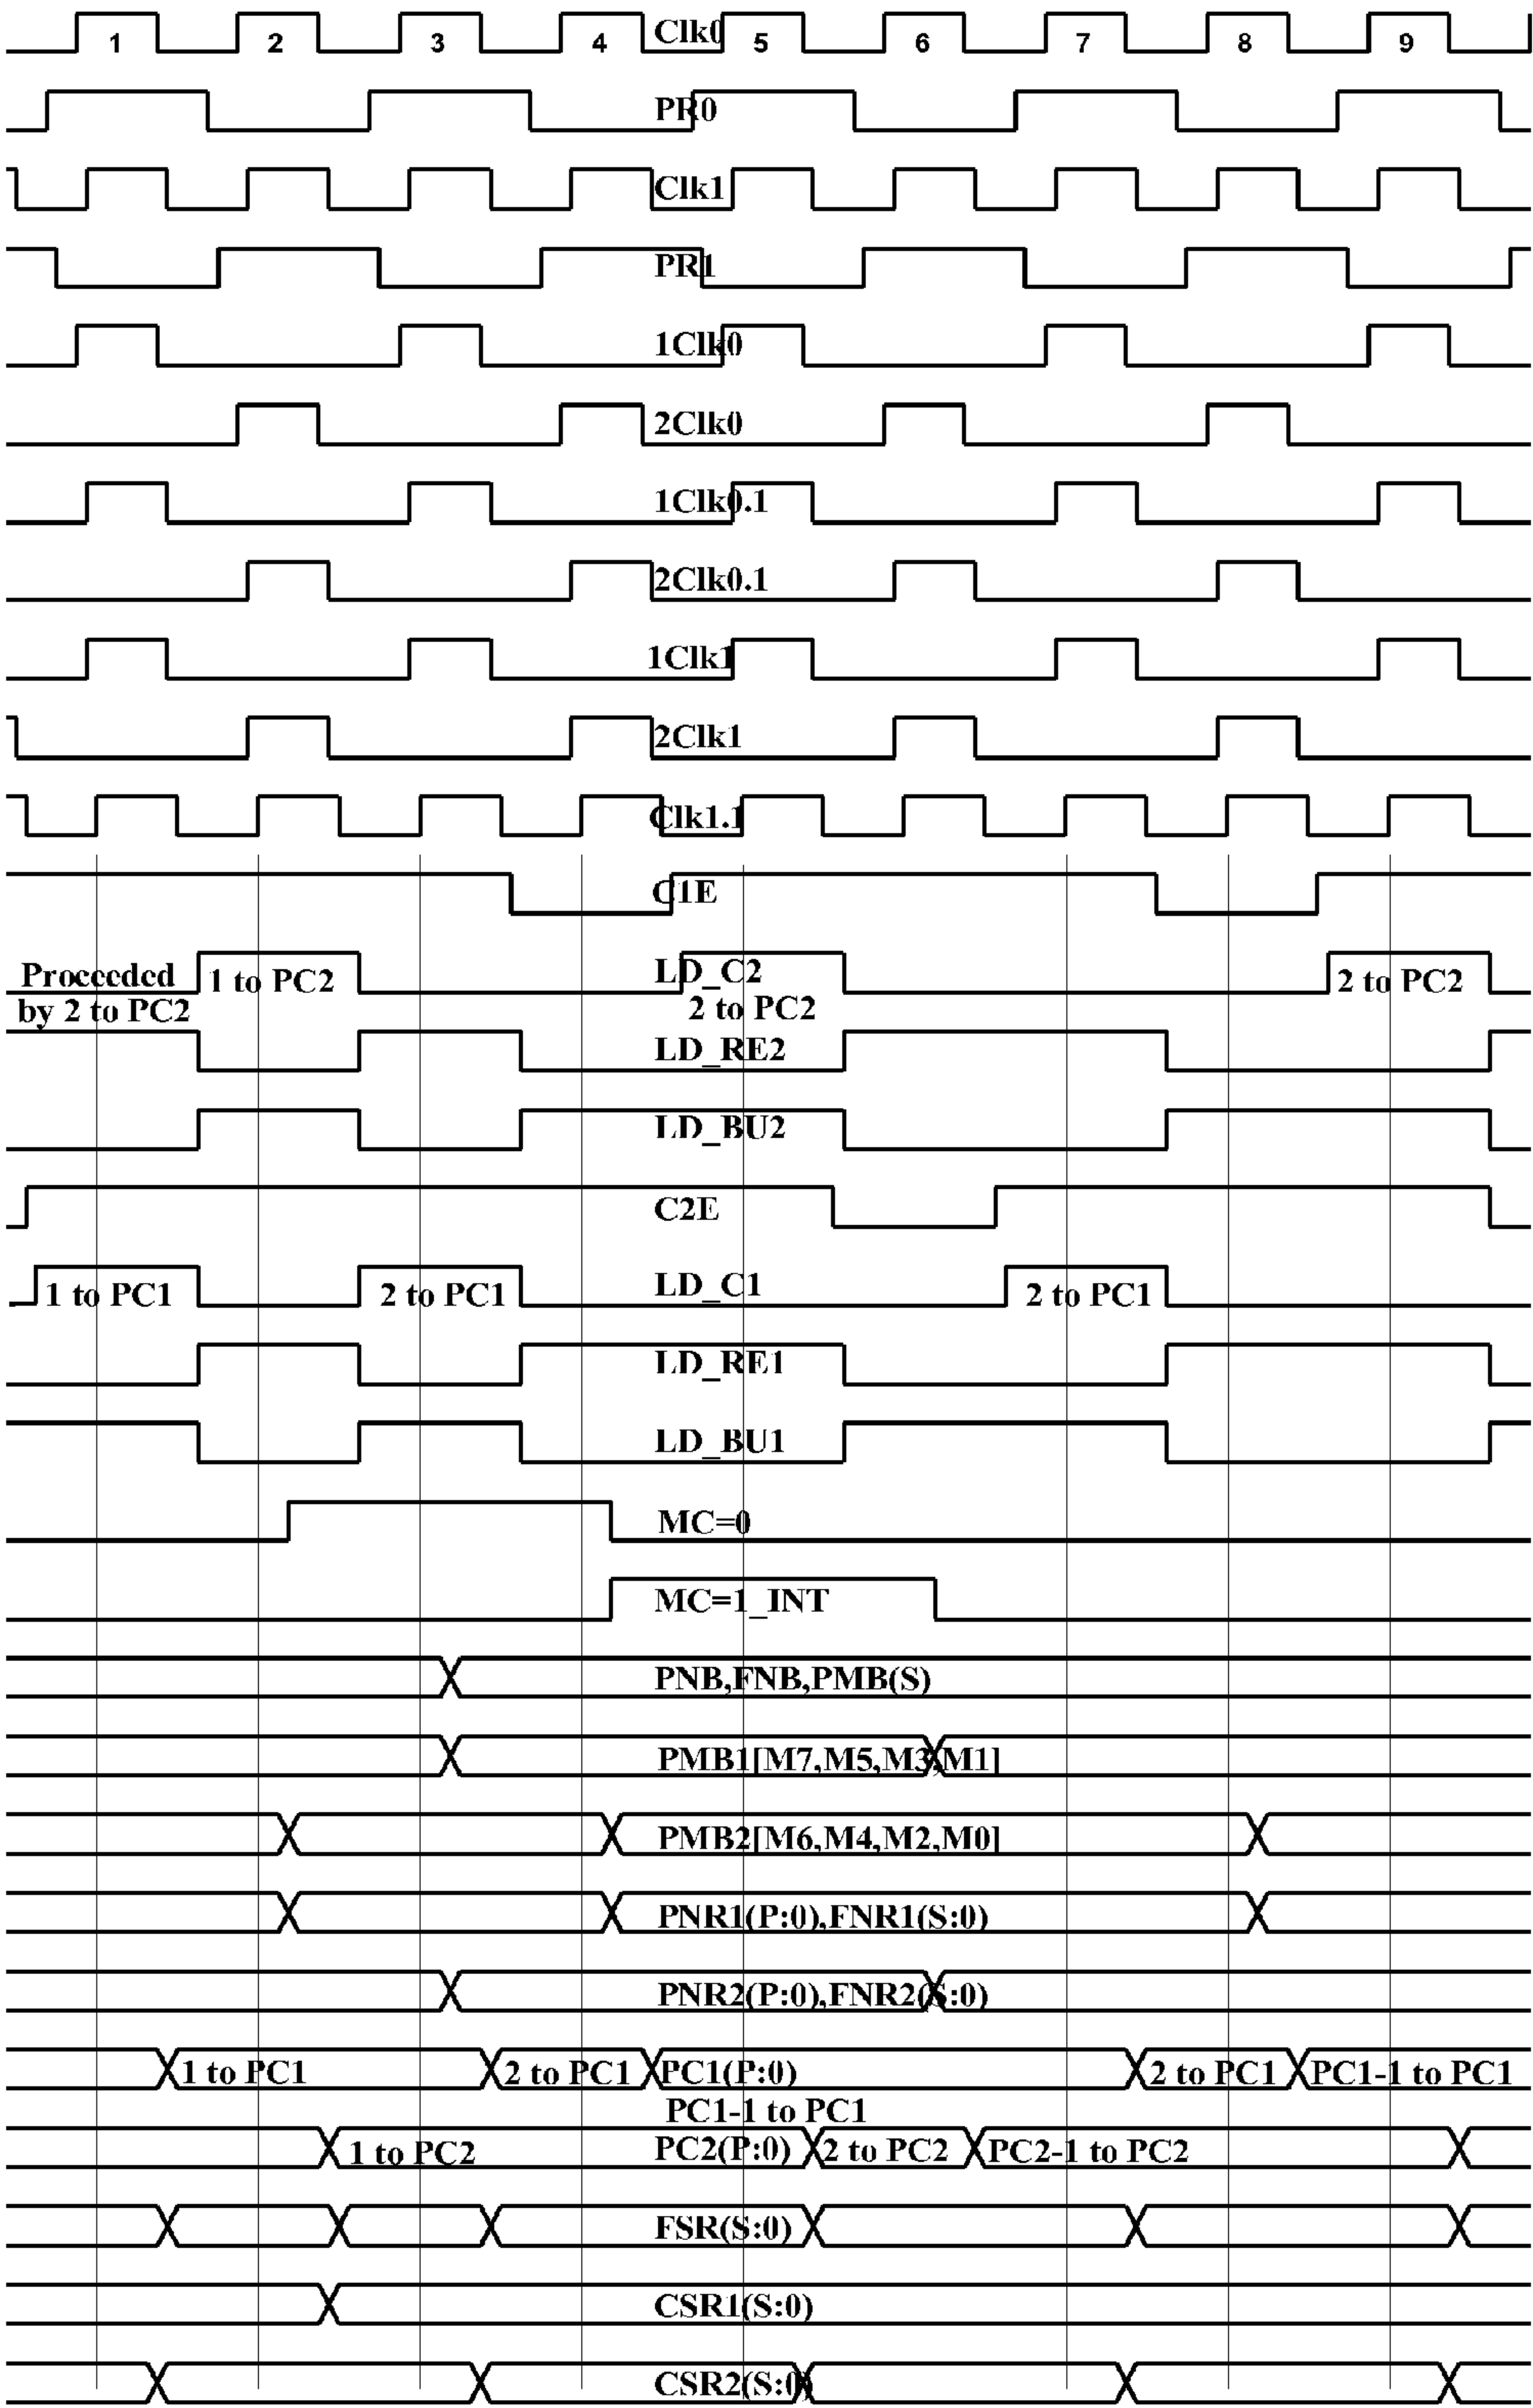 1 2 3 4 Clk0 5 6 7 8 9
PR0
Clk1
PR1
1Clk0
2Clk0
1Clk0.1
2Clk0.1
1Clk1
2Clk1
Clk1.1
C1E
Proceeded 1 to PC2 LD_C2 2 to PC2
by 2 to PC2 2 to PC2
LD_RE2
LD_BU2
C2E
1 to PC1 2 to PC1 LD_C1 2 to PC1
LD_RE1
LD_BU1
MC=0
MC=1_INT
PNB,FNB,PMB(S)
PMB1[M7,M5,M3,M1]
PMB2[M6,M4,M2,M0]
PNR1(P:0),FNR1(S:0)
PNR2(P:0),FNR2(S:0)
1 to PC1 2 to PC1 PC1(P:0) 2 to PC1 PC1-1 to PC1
PC1-1 to PC1
1 to PC2 PC2(P:0) 2 to PC2 PC2-1 to PC2
FSR(S:0)
CSR1(S:0)
CSR2(S:0)